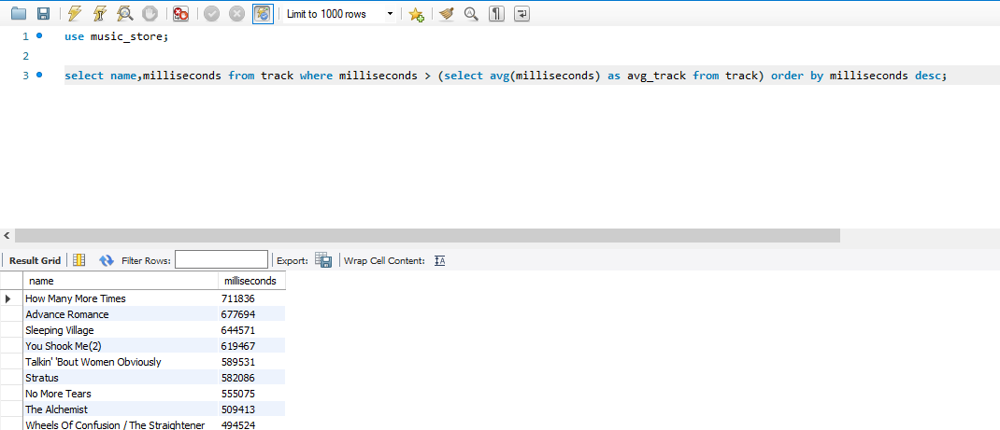 Limit to 1000 rows
1 use music_store;
2
3 select name,milliseconds from track where milliseconds > (select avg(milliseconds) as avg_track from track) order by milliseconds desc;
Result Grid Filter Rows: Export: Wrap Cell Content:
name milliseconds
How Many More Times 711836
Advance Romance 677694
Sleeping Village 644571
You Shook Me(2) 619467
Talkin' 'Bout Women Obviously 589531
Stratus 582086
No More Tears 555075
The Alchemist 509413
Wheels Of Confusion / The Straightener 494524